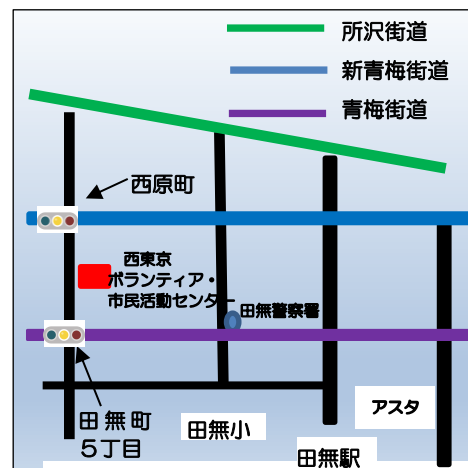 所沢街道
新青梅街道
青梅街道
西原町
西東京
ボランティア・
市民活動センター
田無警察署
田無町
5丁目
田無小
アスタ
田無駅